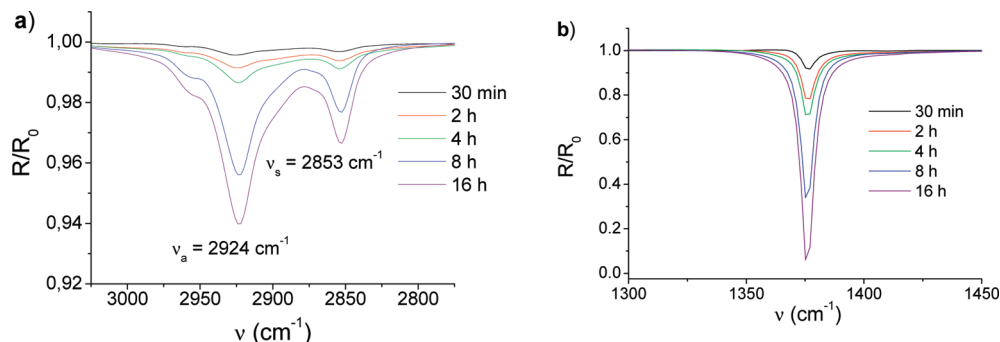 a)
1,00
0,98
0,96
0,94
0,92
R/R₀
3000 2950 2900 2850 2800
ν (cm⁻¹)
30 min
2 h
4 h
8 h
16 h
νₛ = 2853 cm⁻¹
νₐ = 2924 cm⁻¹
b)
1.0
0.8
0.6
0.4
0.2
0.0
R/R₀
1300 1350 1400 1450
ν (cm⁻¹)
30 min
2 h
4 h
8 h
16 h